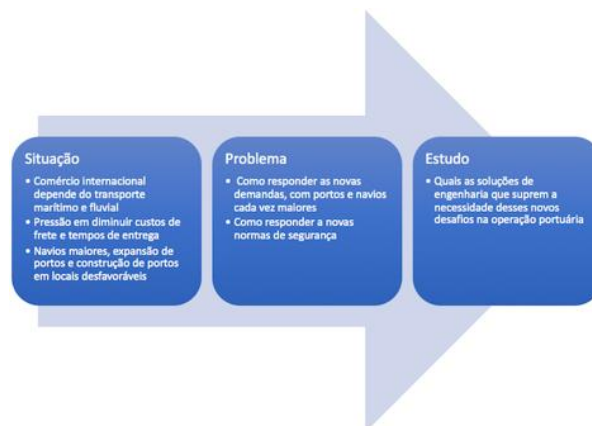 Situação
• Comércio internacional
depende do transporte
marítimo e fluvial
• Pressão em diminuir custos de
frete e tempos de entrega
• Navios maiores, expansão de
portos e construção de portos
em locais desfavoráveis
Problema
• Como responder as novas
demandas, com portos e navios
cada vez maiores
• Como responder a novas
normas de segurança
Estudo
• Quais as soluções de
engenharia que suprem a
necessidade desses novos
desafios na operação portuária